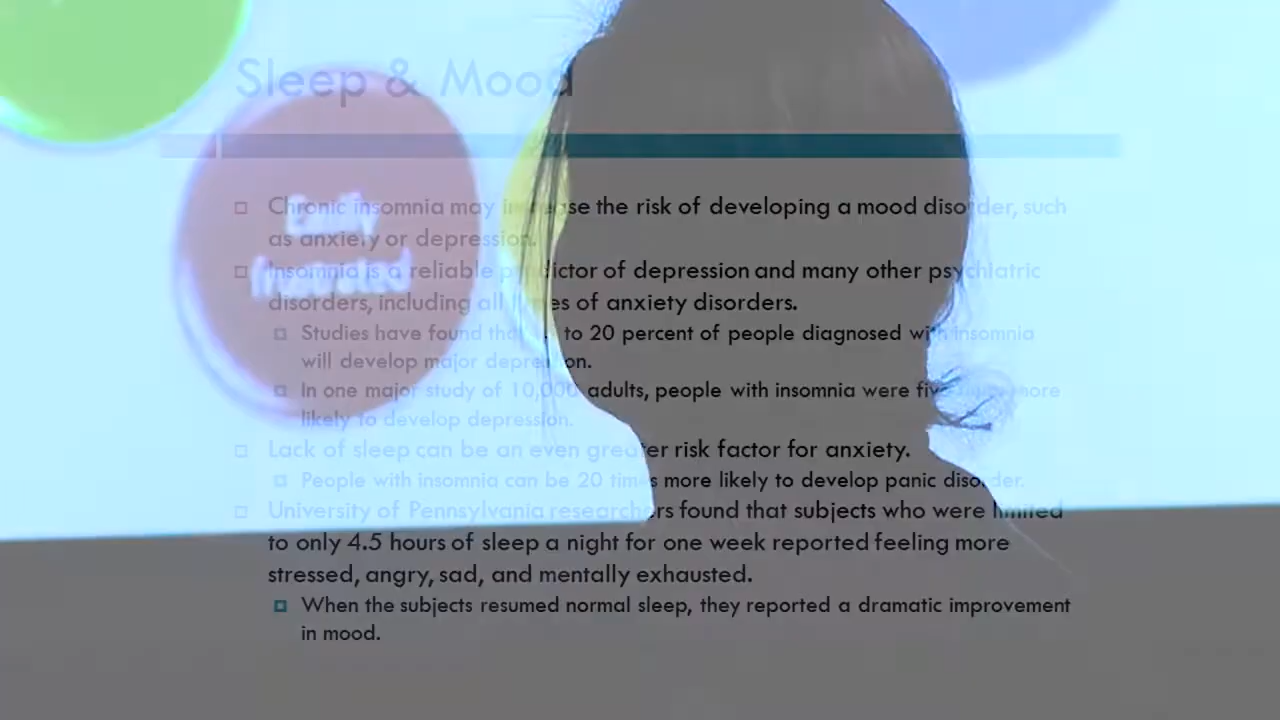 Sleep & Mood
Chronic insomnia may increase the risk of developing a mood disorder, such
as anxiety or depression.
Easily
frustrated
Insomnia is a reliable predictor of depression and many other psychiatric
disorders, including all types of anxiety disorders.
Studies have found that to 20 percent of people diagnosed with insomnia
will develop major depression.
In one major study of 10,000 adults, people with insomnia were five times more
likely to develop depression.
Lack of sleep can be an even greater risk factor for anxiety.
People with insomnia can be 20 times more likely to develop panic disorder.
University of Pennsylvania researchers found that subjects who were limited
to only 4.5 hours of sleep a night for one week reported feeling more
stressed, angry, sad, and mentally exhausted.
When the subjects resumed normal sleep, they reported a dramatic improvement
in mood.